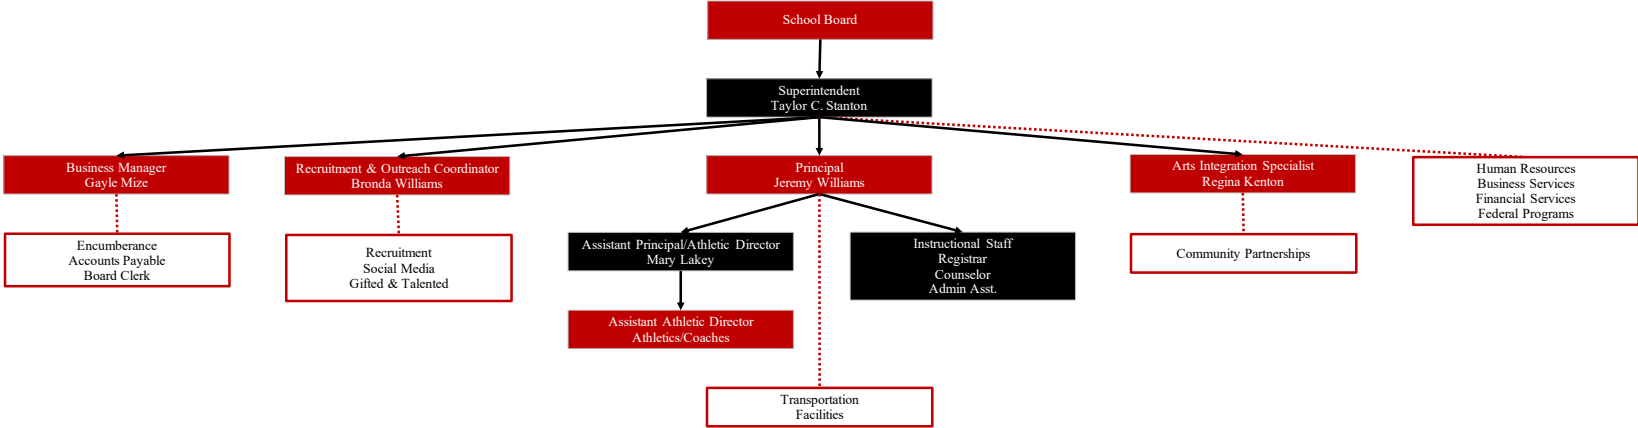 School Board
Superintendent
Taylor C. Stanton
Business Manager
Gayle Mize
Recruitment & Outreach Coordinator
Bronda Williams
Principal
Jeremy Williams
Arts Integration Specialist
Regina Kenton
Human Resources
Business Services
Financial Services
Federal Programs
Encumberance
Accounts Payable
Board Clerk
Recruitment
Social Media
Gifted & Talented
Assistant Principal/Athletic Director
Mary Lakey
Instructional Staff
Registrar
Counselor
Admin Asst.
Community Partnerships
Assistant Athletic Director
Athletics/Coaches
Transportation
Facilities